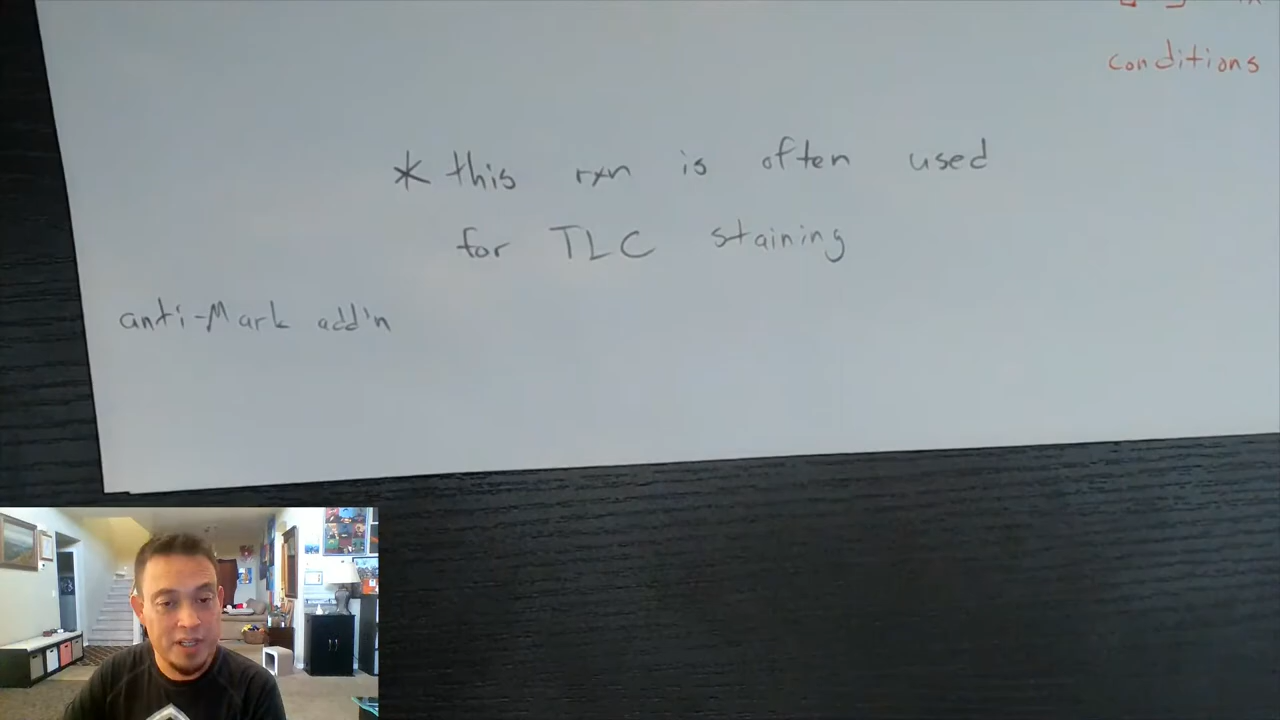 conditions
* this rxn is often used
for TLC staining
anti-Mark add'n